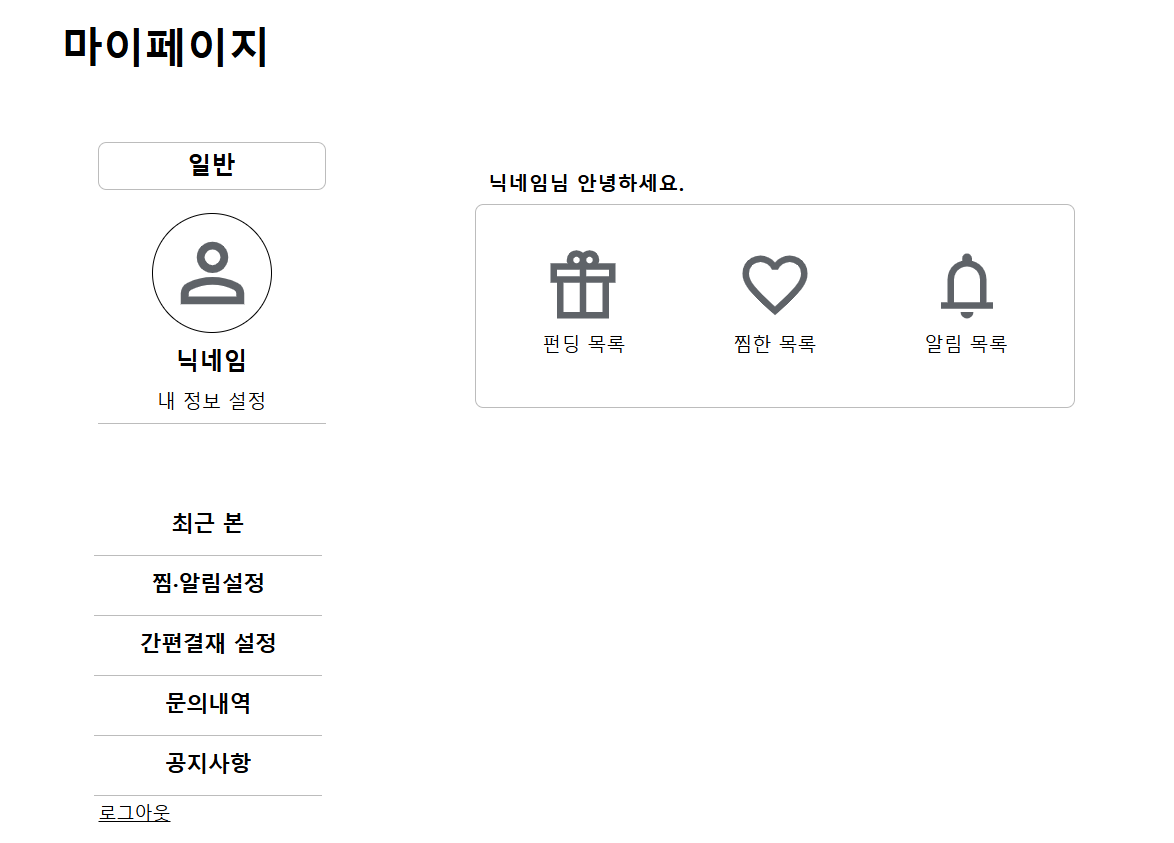 마이페이지
일반
닉네임
내 정보 설정
최근 본
찜·알림설정
간편결재 설정
문의내역
공지사항
로그아웃
닉네임님 안녕하세요.
펀딩 목록
찜한 목록
알림 목록